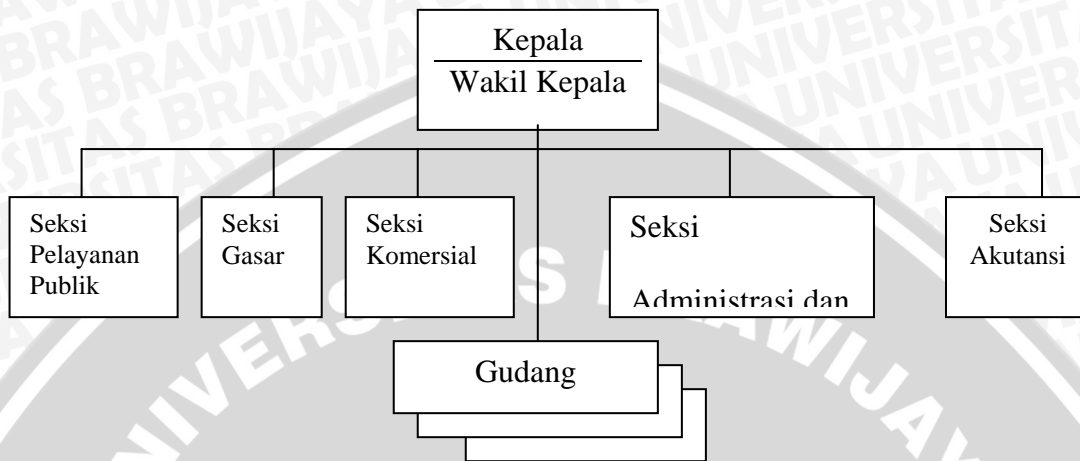 Kepala
Wakil Kepala
Seksi
Pelayanan
Publik
Seksi
Gasar
Seksi
Komersial
Seksi
Administrasi dan
Seksi
Akutansi
Gudang